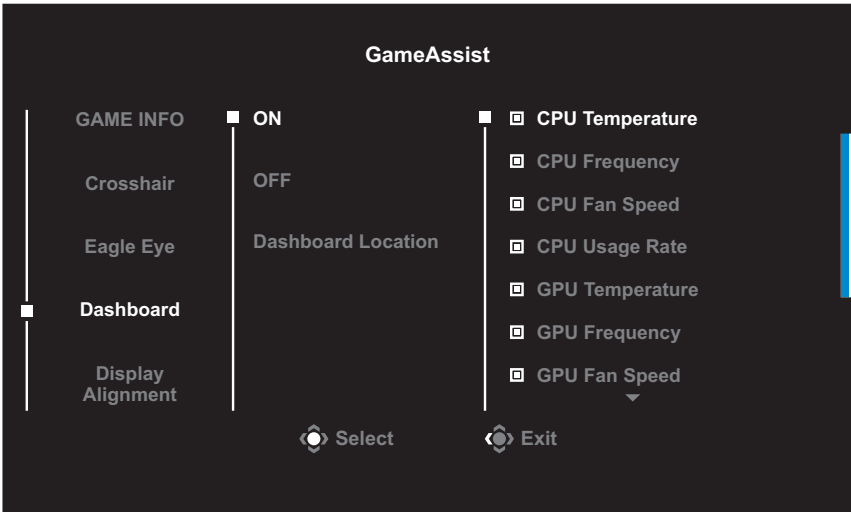 GameAssist
GAME INFO
Crosshair
Eagle Eye
Dashboard
Display
Alignment
ON
OFF
Dashboard Location
CPU Temperature
CPU Frequency
CPU Fan Speed
CPU Usage Rate
GPU Temperature
GPU Frequency
GPU Fan Speed
Select
Exit